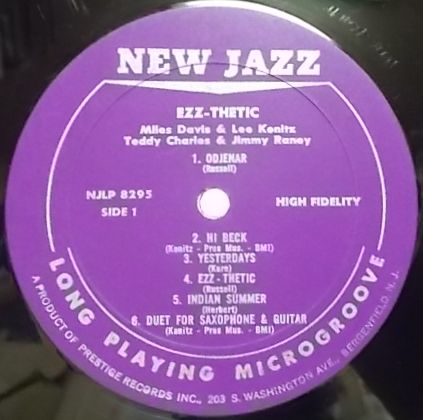 NEW JAZZ
EZZ-THETIC
Miles Davis & Lee Konitz
Teddy Charles & Jimmy Raney
1. ODJENAR
(Russell)
NJLP 8295
SIDE 1
HIGH FIDELITY
2. HI BECK
(Konitz - Pres Mus. - BMI)
3. YESTERDAYS
(Kern)
4. EZZ-THETIC
(Russell)
5. INDIAN SUMMER
(Herbert)
6. DUET FOR SAXOPHONE & GUITAR
(Konitz - Pres Mus. - BMI)
LONG PLAYING MICROGROOVE
A PRODUCT OF PRESTIGE RECORDS INC., 203 S. WASHINGTON AVE., BERGENFIELD N. J.